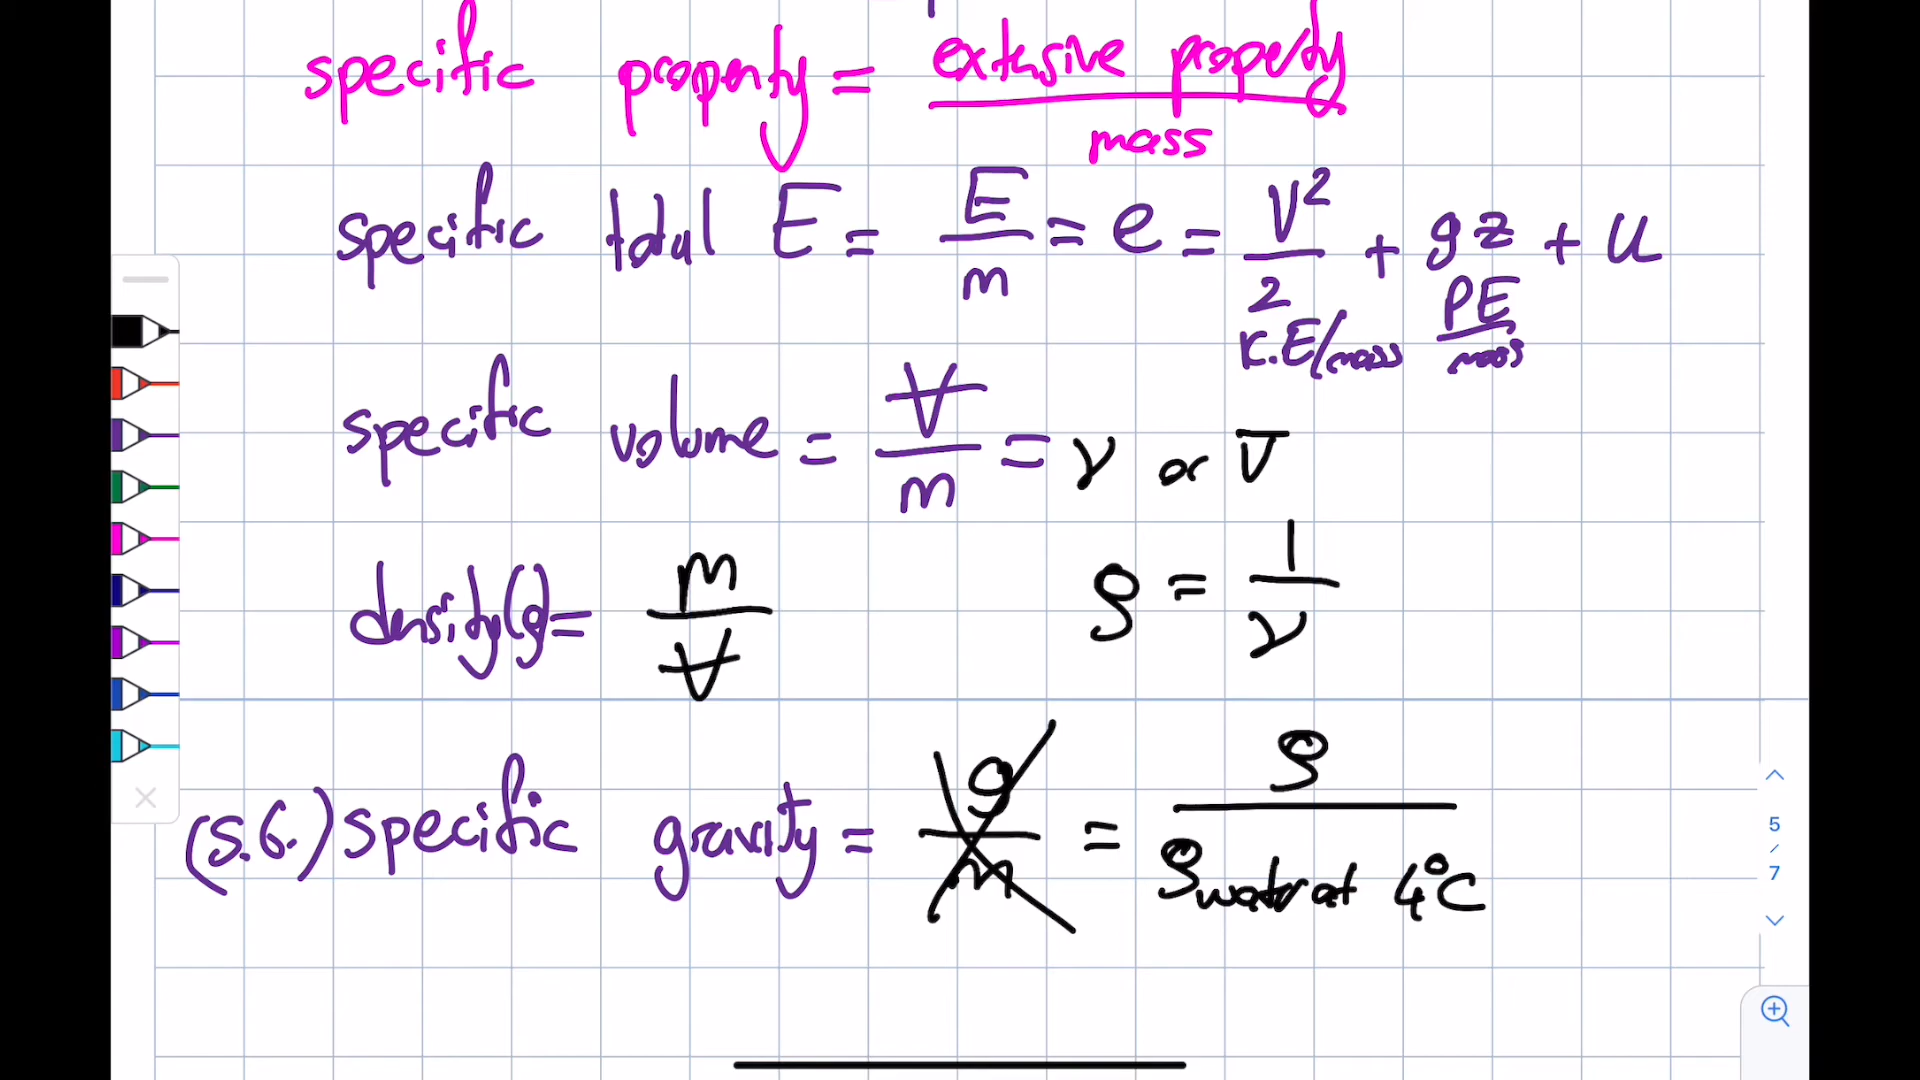 specific property = extensive property / mass
specific total E = E/m = e = V²/2 + gz + u
K.E/mass PE/mass
specific volume = V̶/m = ν or v̅
density(ρ) = m/V̶ ρ = 1/ν
(S.G.) specific gravity = g/m = ρ / ρ water at 4°C
5
/
7